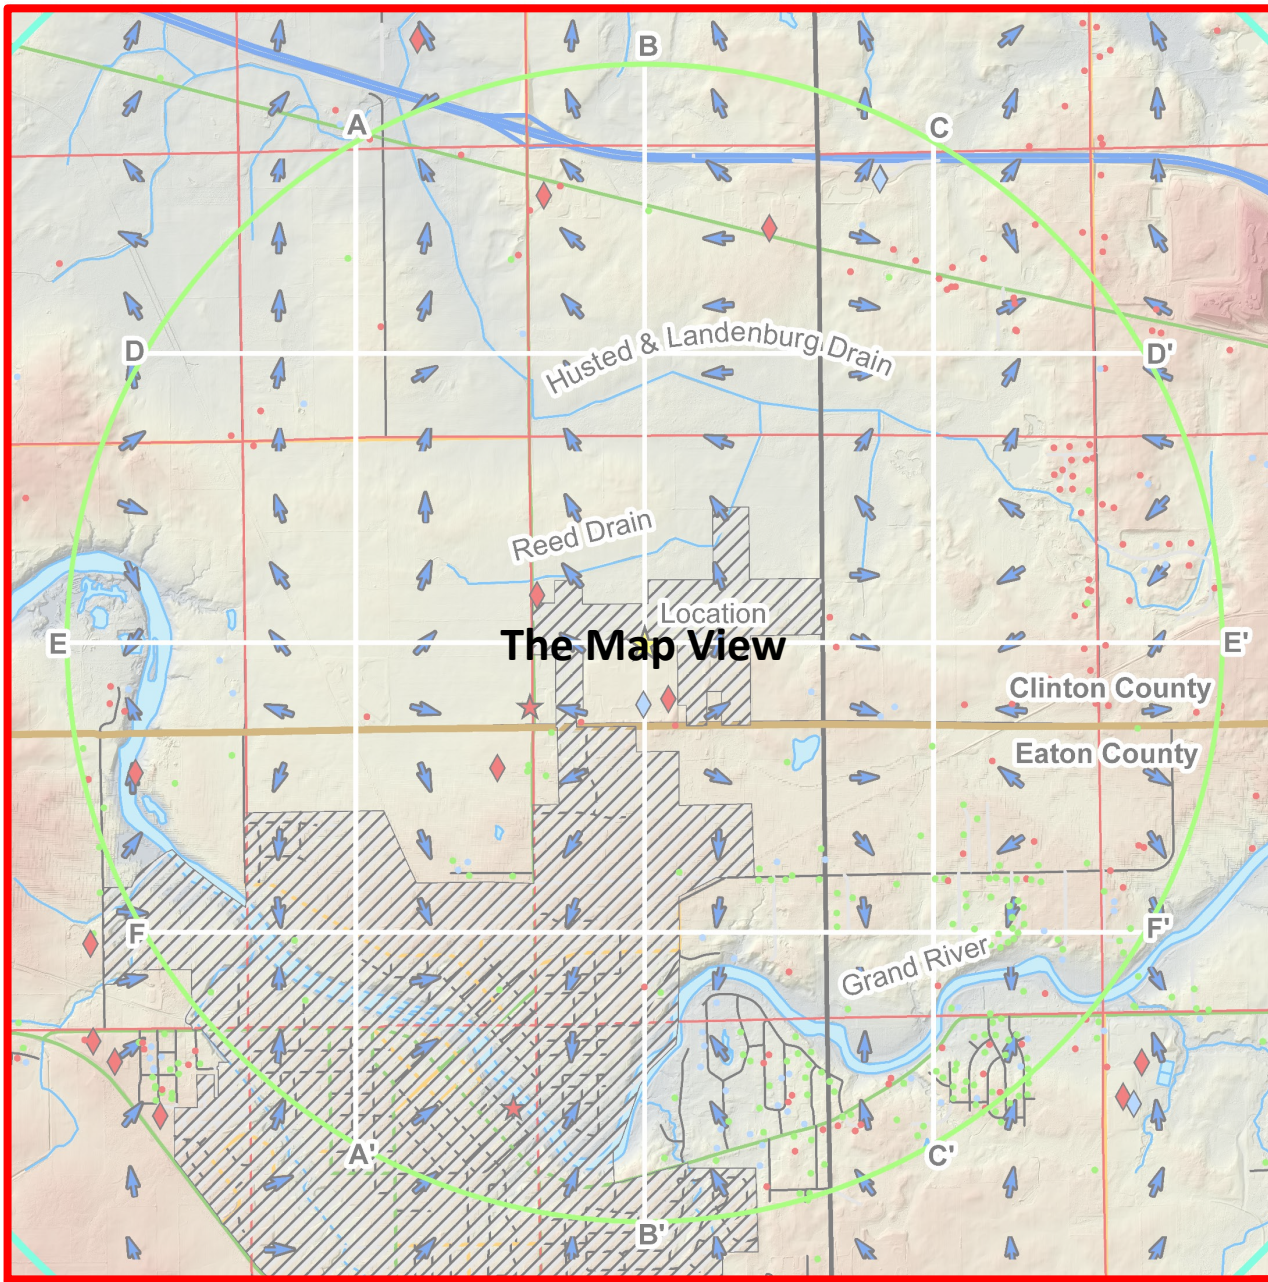 B
A
C
Husted & Landenburg Drain
D
D'
Reed Drain
Location
The Map View
E
E'
Clinton County
Eaton County
F
F'
Grand River
A'
C'
B'